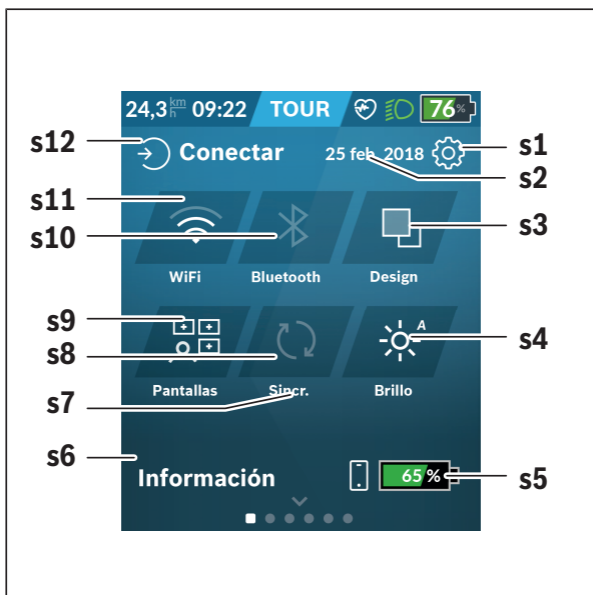 24,3 km/h 09:22 TOUR 76%
s12 Conectar 25 feb. 2018 s1
s2
s11
s10 s3
WiFi Bluetooth Design
s9
A s4
s8
Pantallas Sincr. Brillo
s7
s6
Información 65 % s5